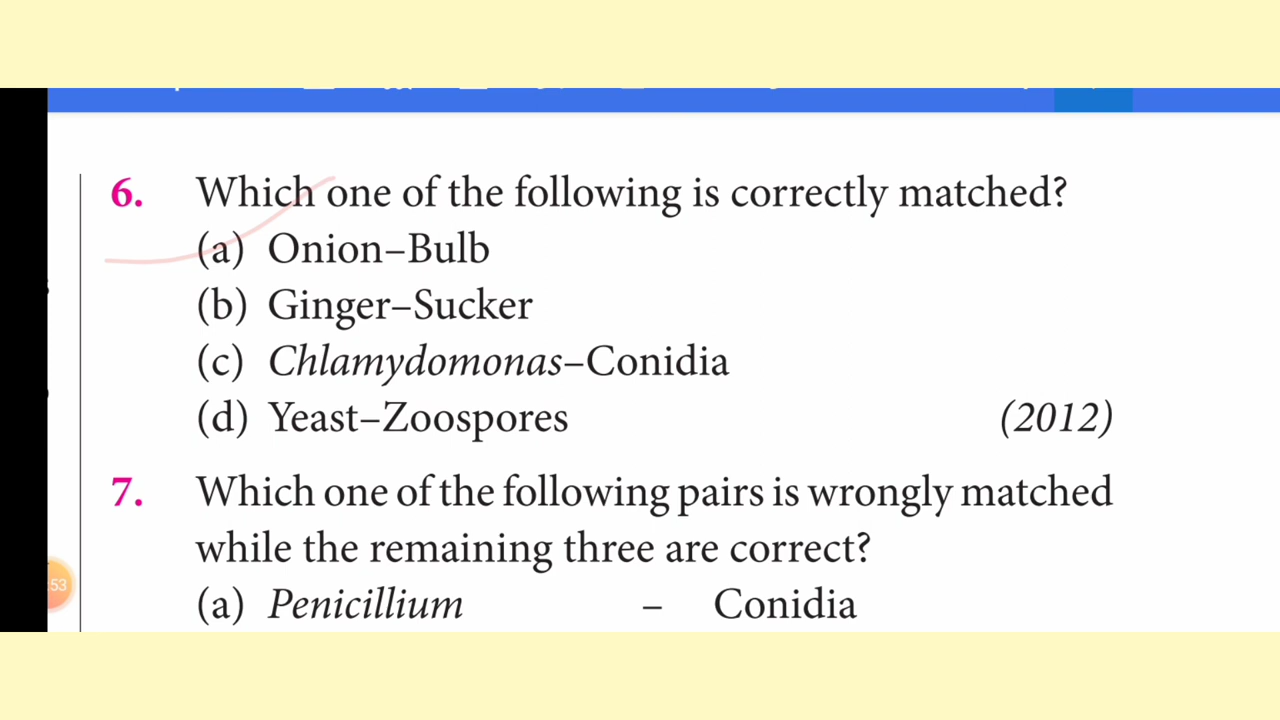 6. Which one of the following is correctly matched?
(a) Onion–Bulb
(b) Ginger–Sucker
(c) Chlamydomonas–Conidia
(d) Yeast–Zoospores (2012)
7. Which one of the following pairs is wrongly matched
while the remaining three are correct?
(a) Penicillium – Conidia
53